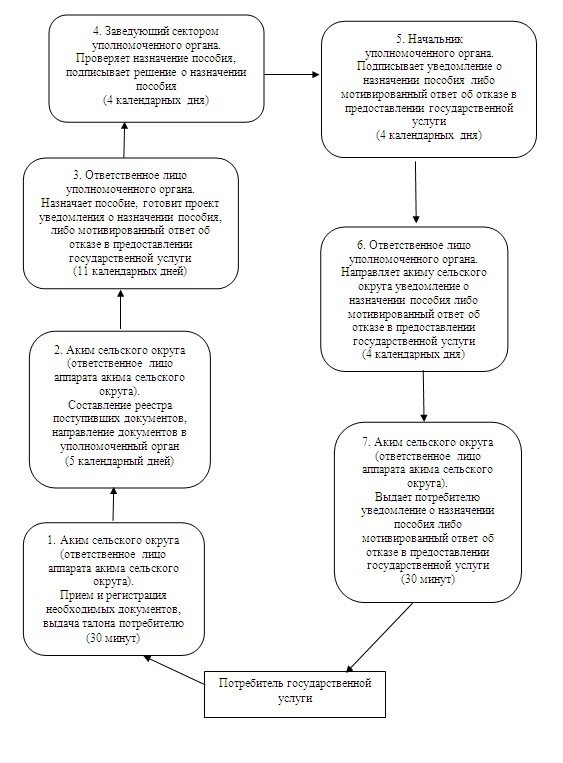 4. Заведующий сектором
уполномоченного органа.
Проверяет назначение пособия,
подписывает решение о назначении
пособия
(4 календарных дня)
5. Начальник
уполномоченного органа.
Подписывает уведомление о
назначении пособия либо
мотивированный ответ об отказе в
предоставлении государственной
услуги
(4 календарных дня)
3. Ответственное лицо
уполномоченного органа.
Назначает пособие, готовит проект
уведомления о назначении пособия,
либо мотивированный ответ об
отказе в предоставлении
государственной услуги
(11 календарных дней)
6. Ответственное лицо
уполномоченного органа.
Направляет акиму сельского
округа уведомление о
назначении пособия либо
мотивированный ответ об
отказе в предоставлении
государственной услуги
(4 календарных дня)
2. Аким сельского округа
(ответственное лицо
аппарата акима сельского
округа).
Составление реестра
поступивших документов,
направление документов в
уполномоченный орган
(5 календарный дней)
7. Аким сельского округа
(ответственное лицо
аппарата акима сельского
округа).
Выдает потребителю
уведомление о назначении
пособия либо
мотивированный ответ об
отказе в предоставлении
государственной услуги
(30 минут)
1. Аким сельского округа
(ответственное лицо
аппарата акима сельского
округа).
Прием и регистрация
необходимых документов,
выдача талона потребителю
(30 минут)
Потребитель государственной
услуги